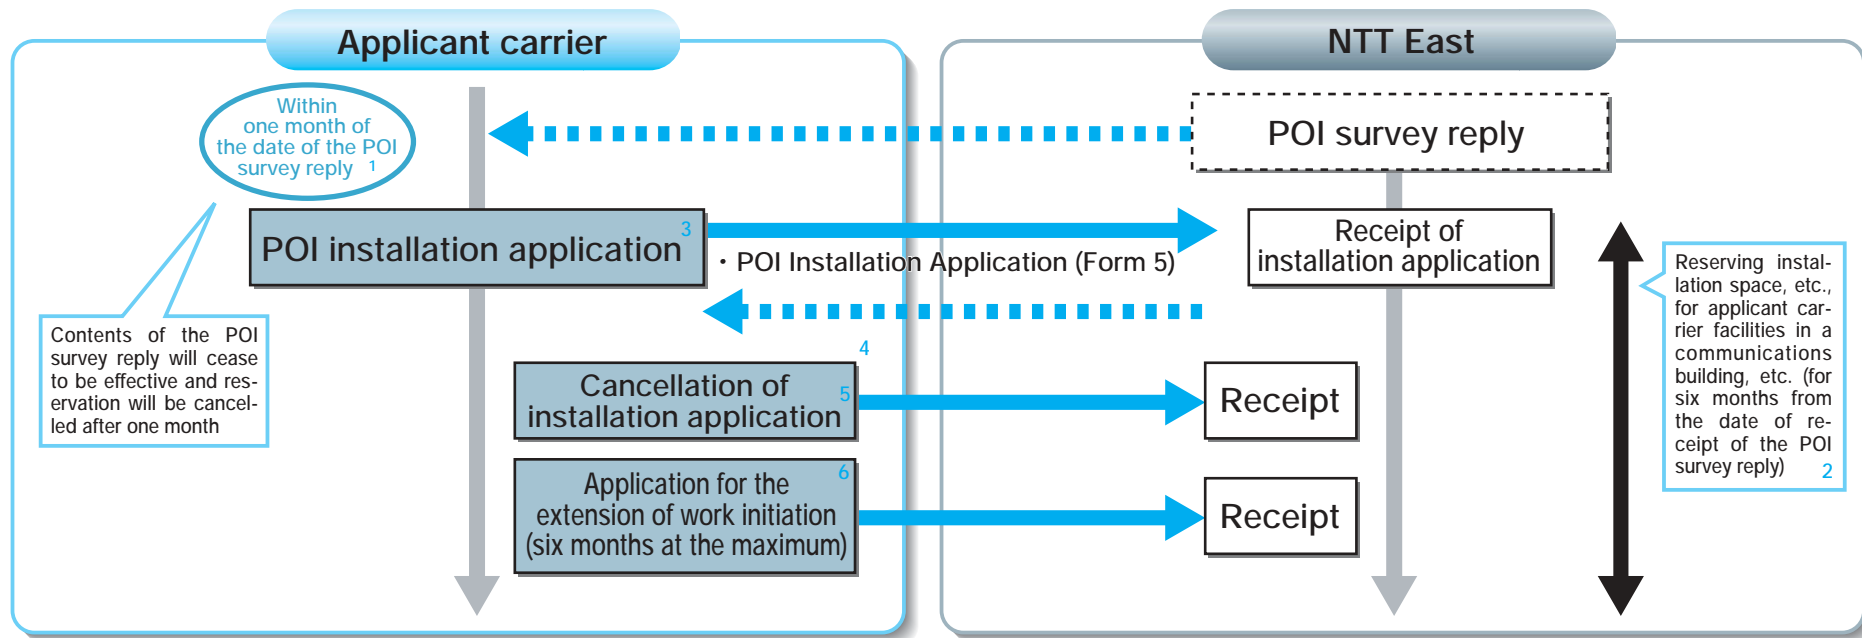 Applicant carrier
NTT East
Within
one month of
the date of the POI
survey reply 1
POI survey reply
POI installation application 3
・POI Installation Application (Form 5)
Receipt of
installation application
Contents of the POI
survey reply will cease
to be effective and res-
ervation will be cancel-
led after one month
Reserving instal-
lation space, etc.,
for applicant car-
rier facilities in a
communications
building, etc. (for
six months from
the date of re-
ceipt of the POI
survey reply) 2
4
Cancellation of
installation application 5
Receipt
Application for the 6
extension of work initiation
(six months at the maximum)
Receipt